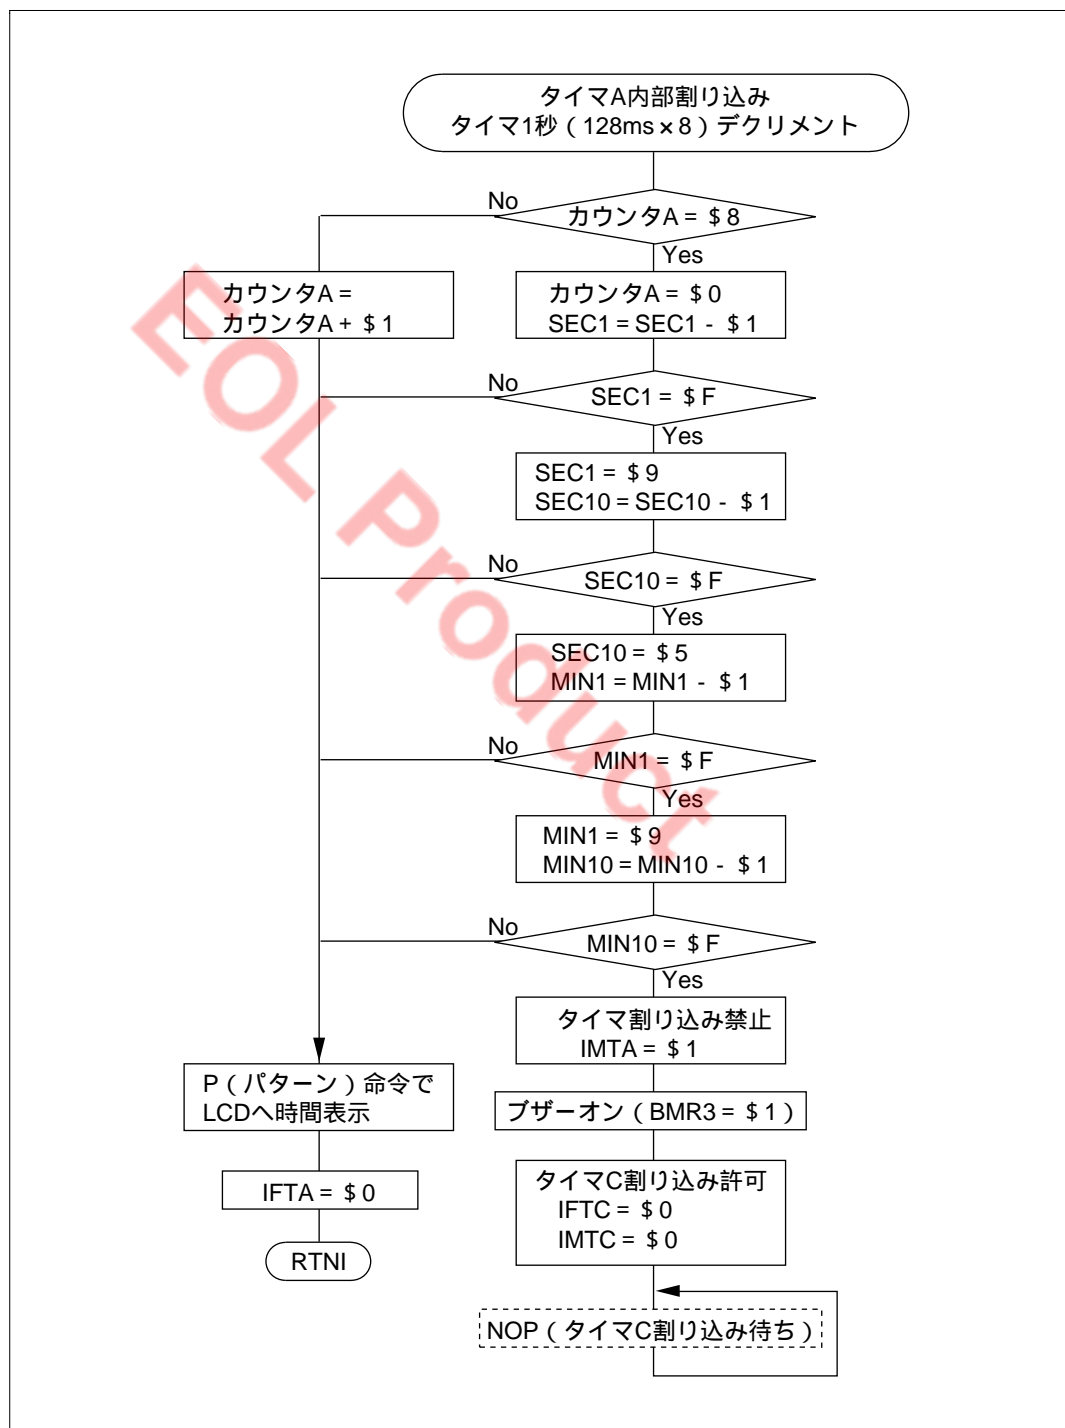 タイマA内部割り込み
タイマ1秒（128ms×8）デクリメント
No
カウンタA = $8
Yes
カウンタA =
カウンタA + $1
カウンタA = $0
SEC1 = SEC1 - $1
No
SEC1 = $F
Yes
SEC1 = $9
SEC10 = SEC10 - $1
No
SEC10 = $F
Yes
SEC10 = $5
MIN1 = MIN1 - $1
No
MIN1 = $F
Yes
MIN1 = $9
MIN10 = MIN10 - $1
No
MIN10 = $F
Yes
タイマ割り込み禁止
IMTA = $1
P（パターン）命令で
LCDへ時間表示
ブザーオン（BMR3 = $1）
IFTA = $0
タイマC割り込み許可
IFTC = $0
IMTC = $0
RTNI
NOP（タイマC割り込み待ち）
EOL Product